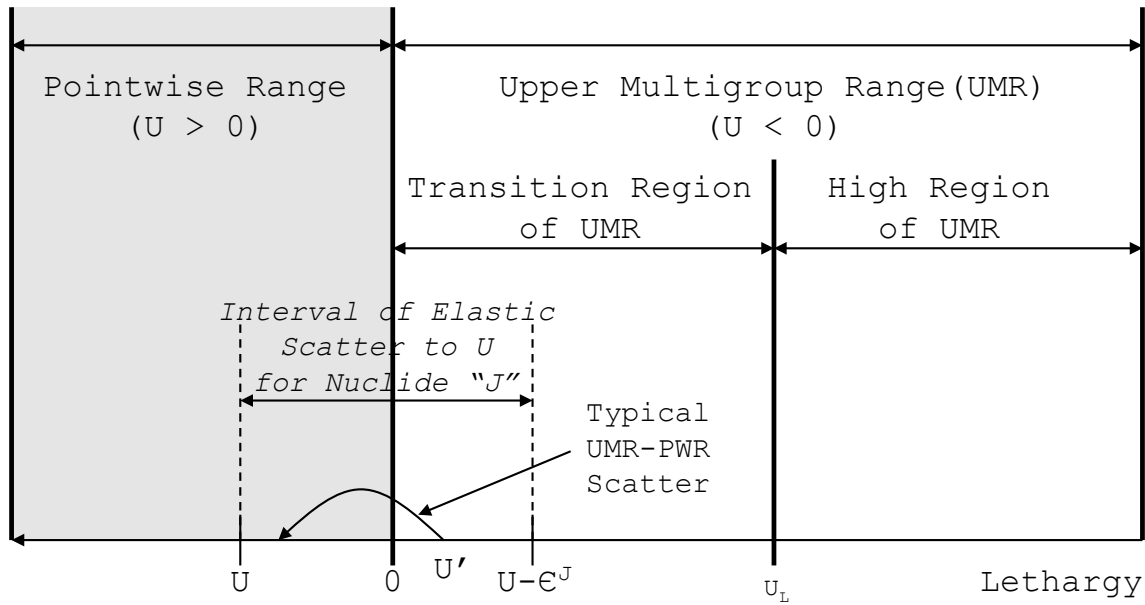 Pointwise Range
(U > 0)
Upper Multigroup Range(UMR)
(U < 0)
Transition Region
of UMR
High Region
of UMR
Interval of Elastic
Scatter to U
for Nuclide “J”
Typical
UMR-PWR
Scatter
U
0
U’
U-Є^J
U_L
Lethargy